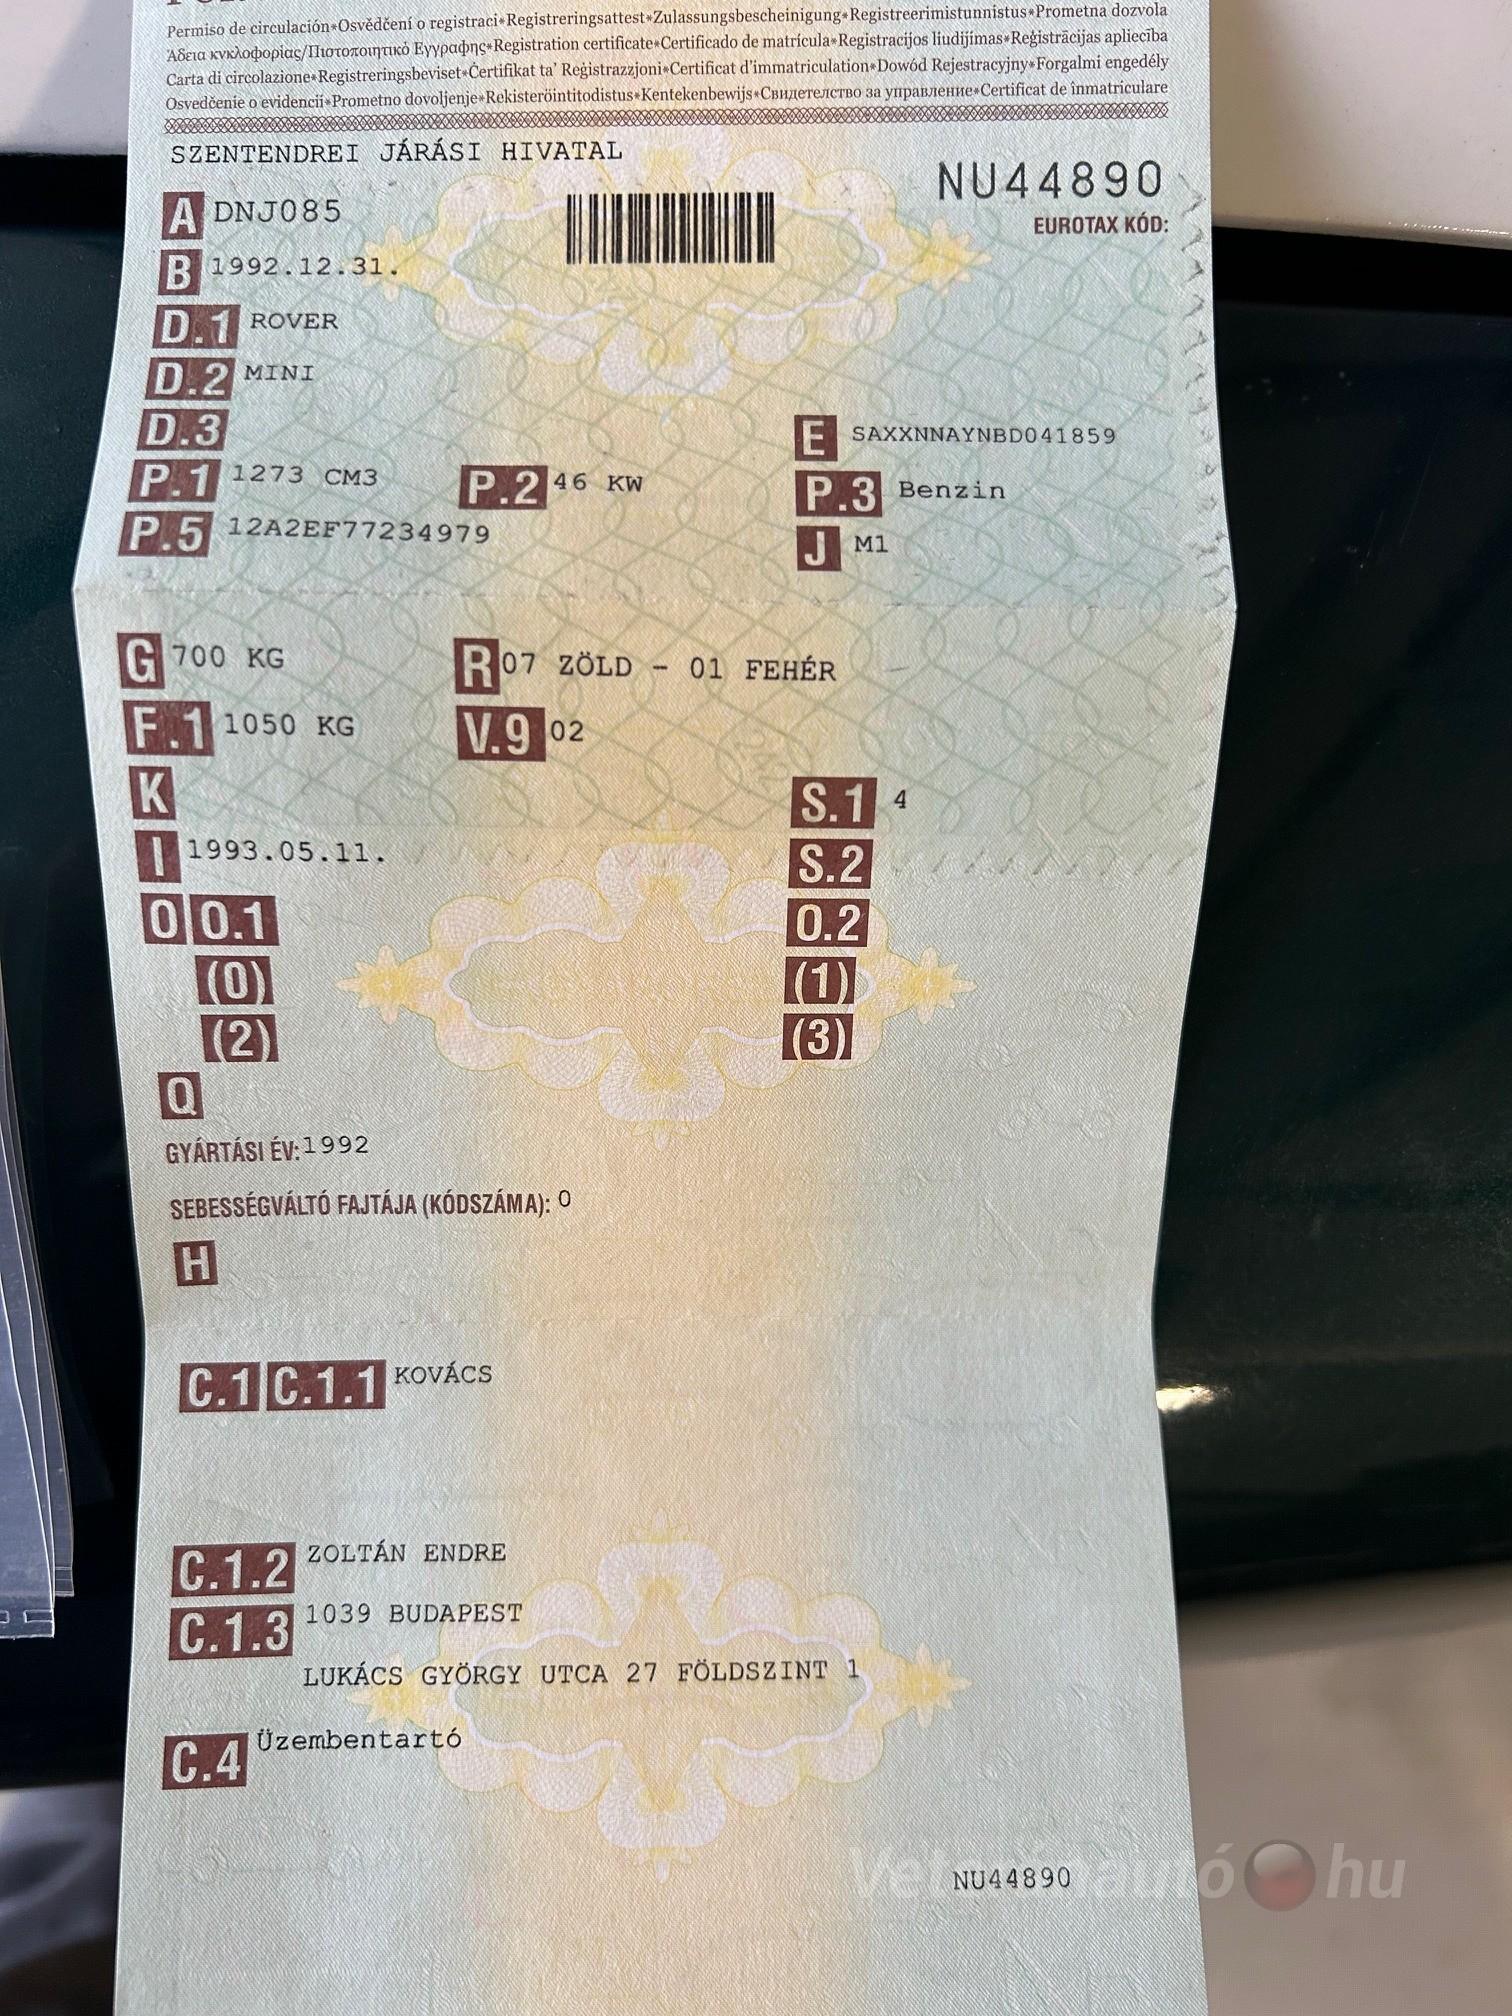 Permiso de circulación*Osvědčení o registraci*Registreringsattest*Zulassungsbescheinigung*Registreerimistunnistus*Prometna dozvola
Άδεια κυκλοφορίας/Πιστοποιητικό Εγγραφης*Registration certificate*Certificado de matrícula*Registracijos liudijimas*Reģistrācijas apliecība
Carta di circolazione*Registreringsbeviset*Ċertifikat ta' Reġistrazzjoni*Certificat d'immatriculation*Dowód Rejestracyjny*Forgalmi engedély
Osvedčenie o evidencií*Prometno dovoljenje*Rekisteröintitodistus*Kentekenbewijs*Свидетелство за управление*Certificat de înmatriculare
SZENTENDREI JÁRÁSI HIVATAL
NU44890
EUROTAX KÓD:
A DNJ085
B 1992.12.31.
D.1 ROVER
D.2 MINI
D.3
E SAXXNNAYNBD041859
P.1 1273 CM3 P.2 46 KW P.3 Benzin
P.5 12A2EF77234979 J M1
G 700 KG R 07 ZÖLD - 01 FEHÉR
F.1 1050 KG V.9 02
K S.1 4
I 1993.05.11. S.2
O O.1 O.2
(0) (1)
(2) (3)
Q
GYÁRTÁSI ÉV: 1992
SEBESSÉGVÁLTÓ FAJTÁJA (KÓDSZÁMA): 0
H
C.1 C.1.1 KOVÁCS
C.1.2 ZOLTÁN ENDRE
C.1.3 1039 BUDAPEST
LUKÁCS GYÖRGY UTCA 27 FÖLDSZINT 1
C.4 Üzembentartó
NU44890
Veteránautó hu